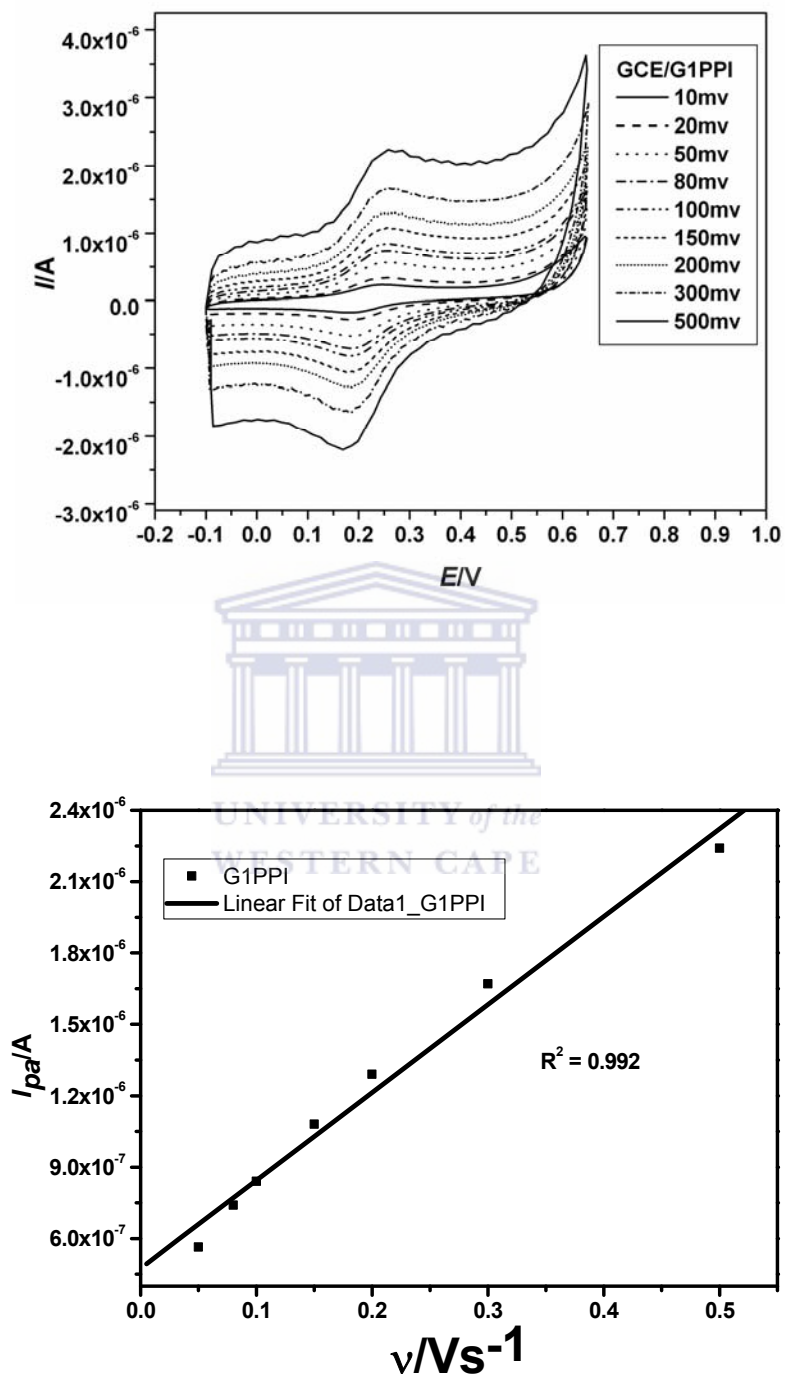 4.0x10⁻⁶
3.0x10⁻⁶
2.0x10⁻⁶
1.0x10⁻⁶
0.0
-1.0x10⁻⁶
-2.0x10⁻⁶
-3.0x10⁻⁶
I/A
GCE/G1PPI
10mv
20mv
50mv
80mv
100mv
150mv
200mv
300mv
500mv
-0.2 -0.1 0.0 0.1 0.2 0.3 0.4 0.5 0.6 0.7 0.8 0.9 1.0
E/V
UNIVERSITY of the
WESTERN CAPE
2.4x10⁻⁶
2.1x10⁻⁶
1.8x10⁻⁶
1.5x10⁻⁶
1.2x10⁻⁶
9.0x10⁻⁷
6.0x10⁻⁷
Ipa/A
G1PPI
Linear Fit of Data1_G1PPI
R² = 0.992
0.0 0.1 0.2 0.3 0.4 0.5
ν/Vs⁻¹